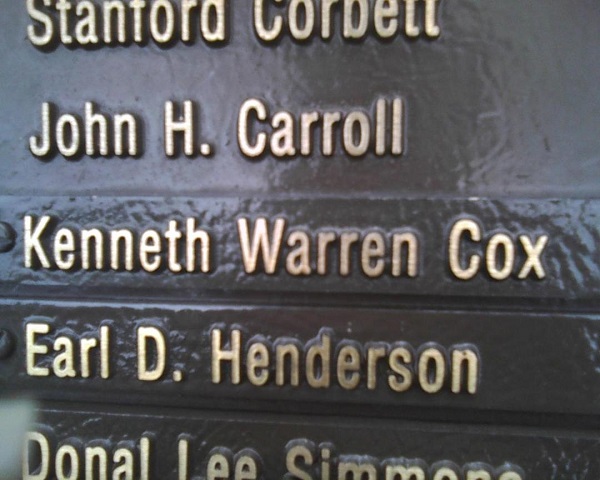 Stanford Corbett
John H. Carroll
Kenneth Warren Cox
Earl D. Henderson
Donal Lee Simmons